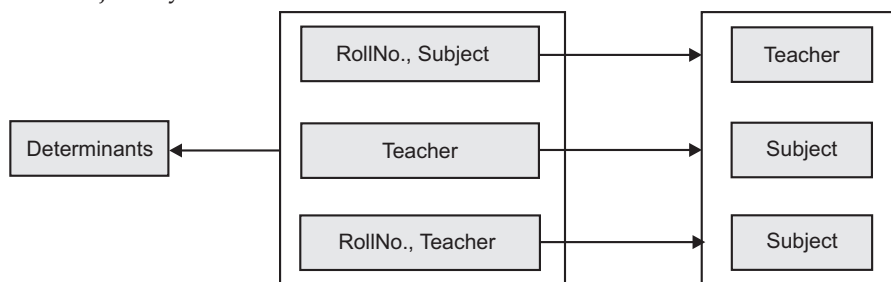 RollNo., Subject
Teacher
Determinants
Teacher
Subject
RollNo., Teacher
Subject